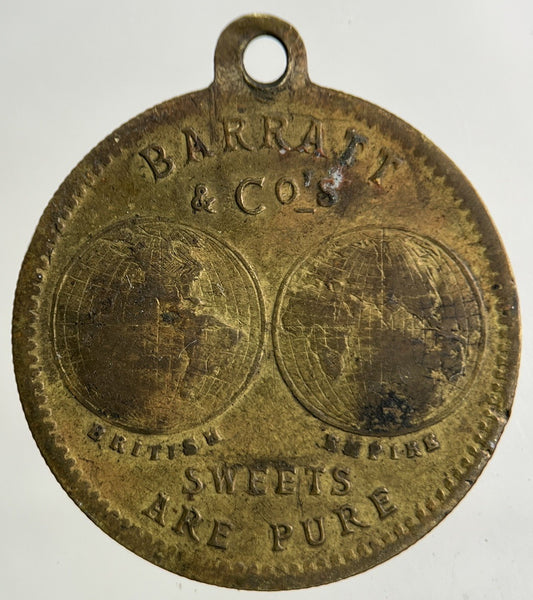 BARRATT
& Co's
BRITISH EMPIRE
SWEETS
ARE PURE